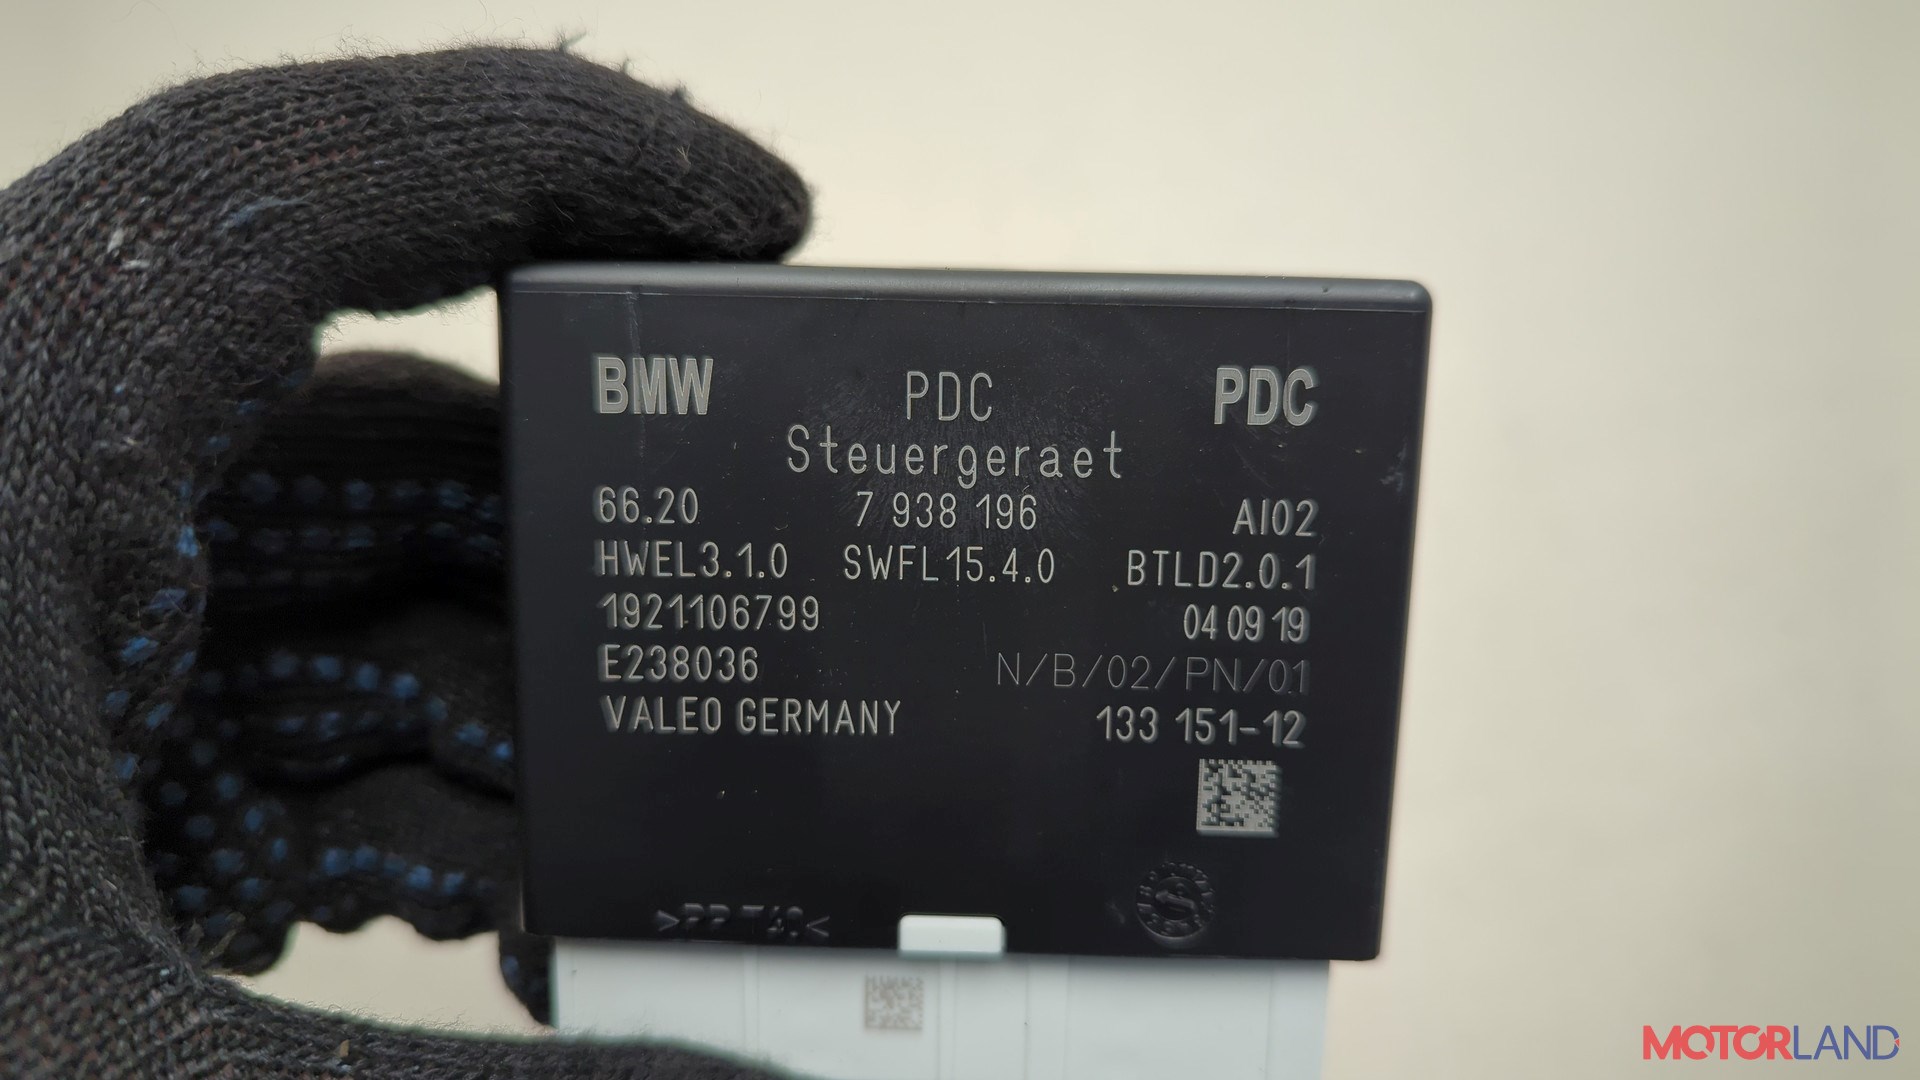 BMW PDC PDC
Steuergeraet
66.20 7 938 196 AI02
HWEL3.1.0 SWFL15.4.0 BTLD2.0.1
1921106799 04 09 19
E238036 N/B/02/PN/01
VALEO GERMANY 133 151-12
MOTORLAND